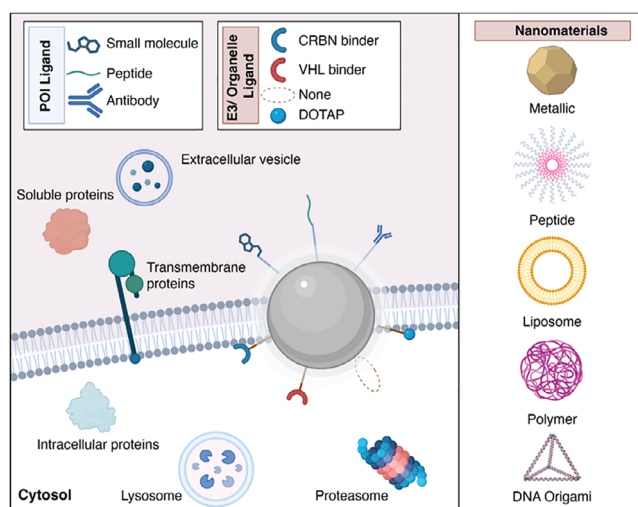 POI Ligand
Small molecule
Peptide
Antibody
E3/ Organelle
Ligand
CRBN binder
VHL binder
None
DOTAP
Extracellular vesicle
Soluble proteins
Transmembrane
proteins
Intracellular proteins
Cytosol
Lysosome
Proteasome
Nanomaterials
Metallic
Peptide
Liposome
Polymer
DNA Origami